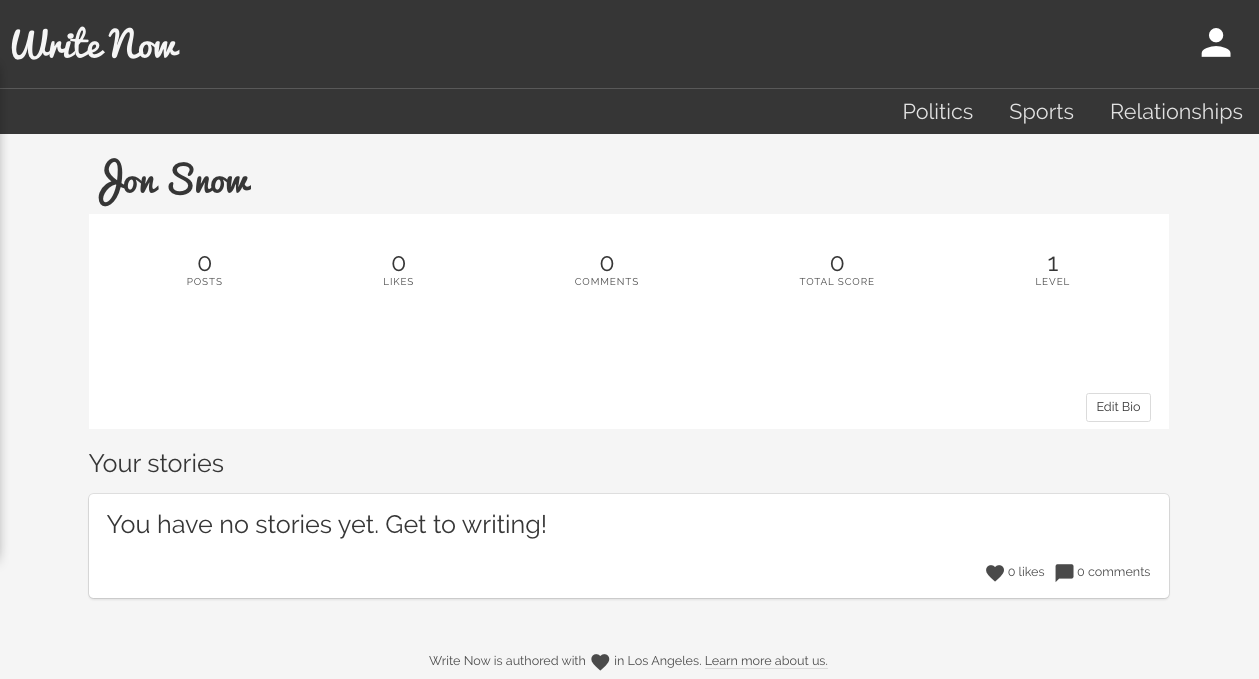 Write Now
Politics Sports Relationships
Jon Snow
0 0 0 0 1
POSTS LIKES COMMENTS TOTAL SCORE LEVEL
Edit Bio
Your stories
You have no stories yet. Get to writing!
0 likes 0 comments
Write Now is authored with in Los Angeles. Learn more about us.